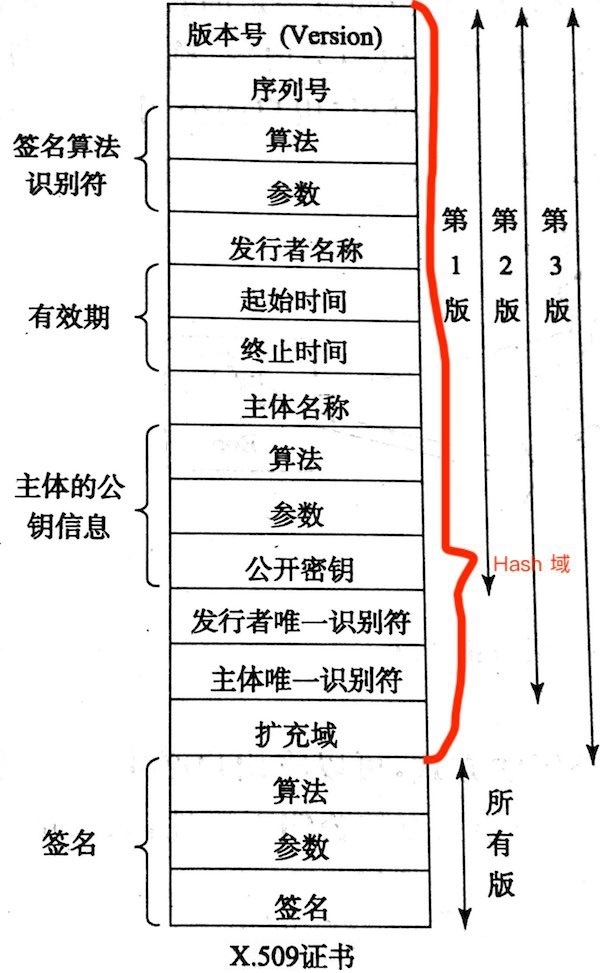 版本号 (Version)
序列号
签名算法
识别符
算法
参数
发行者名称
有效期
起始时间
终止时间
主体名称
主体的公
钥信息
算法
参数
公开密钥
发行者唯一识别符
主体唯一识别符
扩充域
签名
算法
参数
签名
第1版
第2版
第3版
Hash 域
所有版
X.509证书